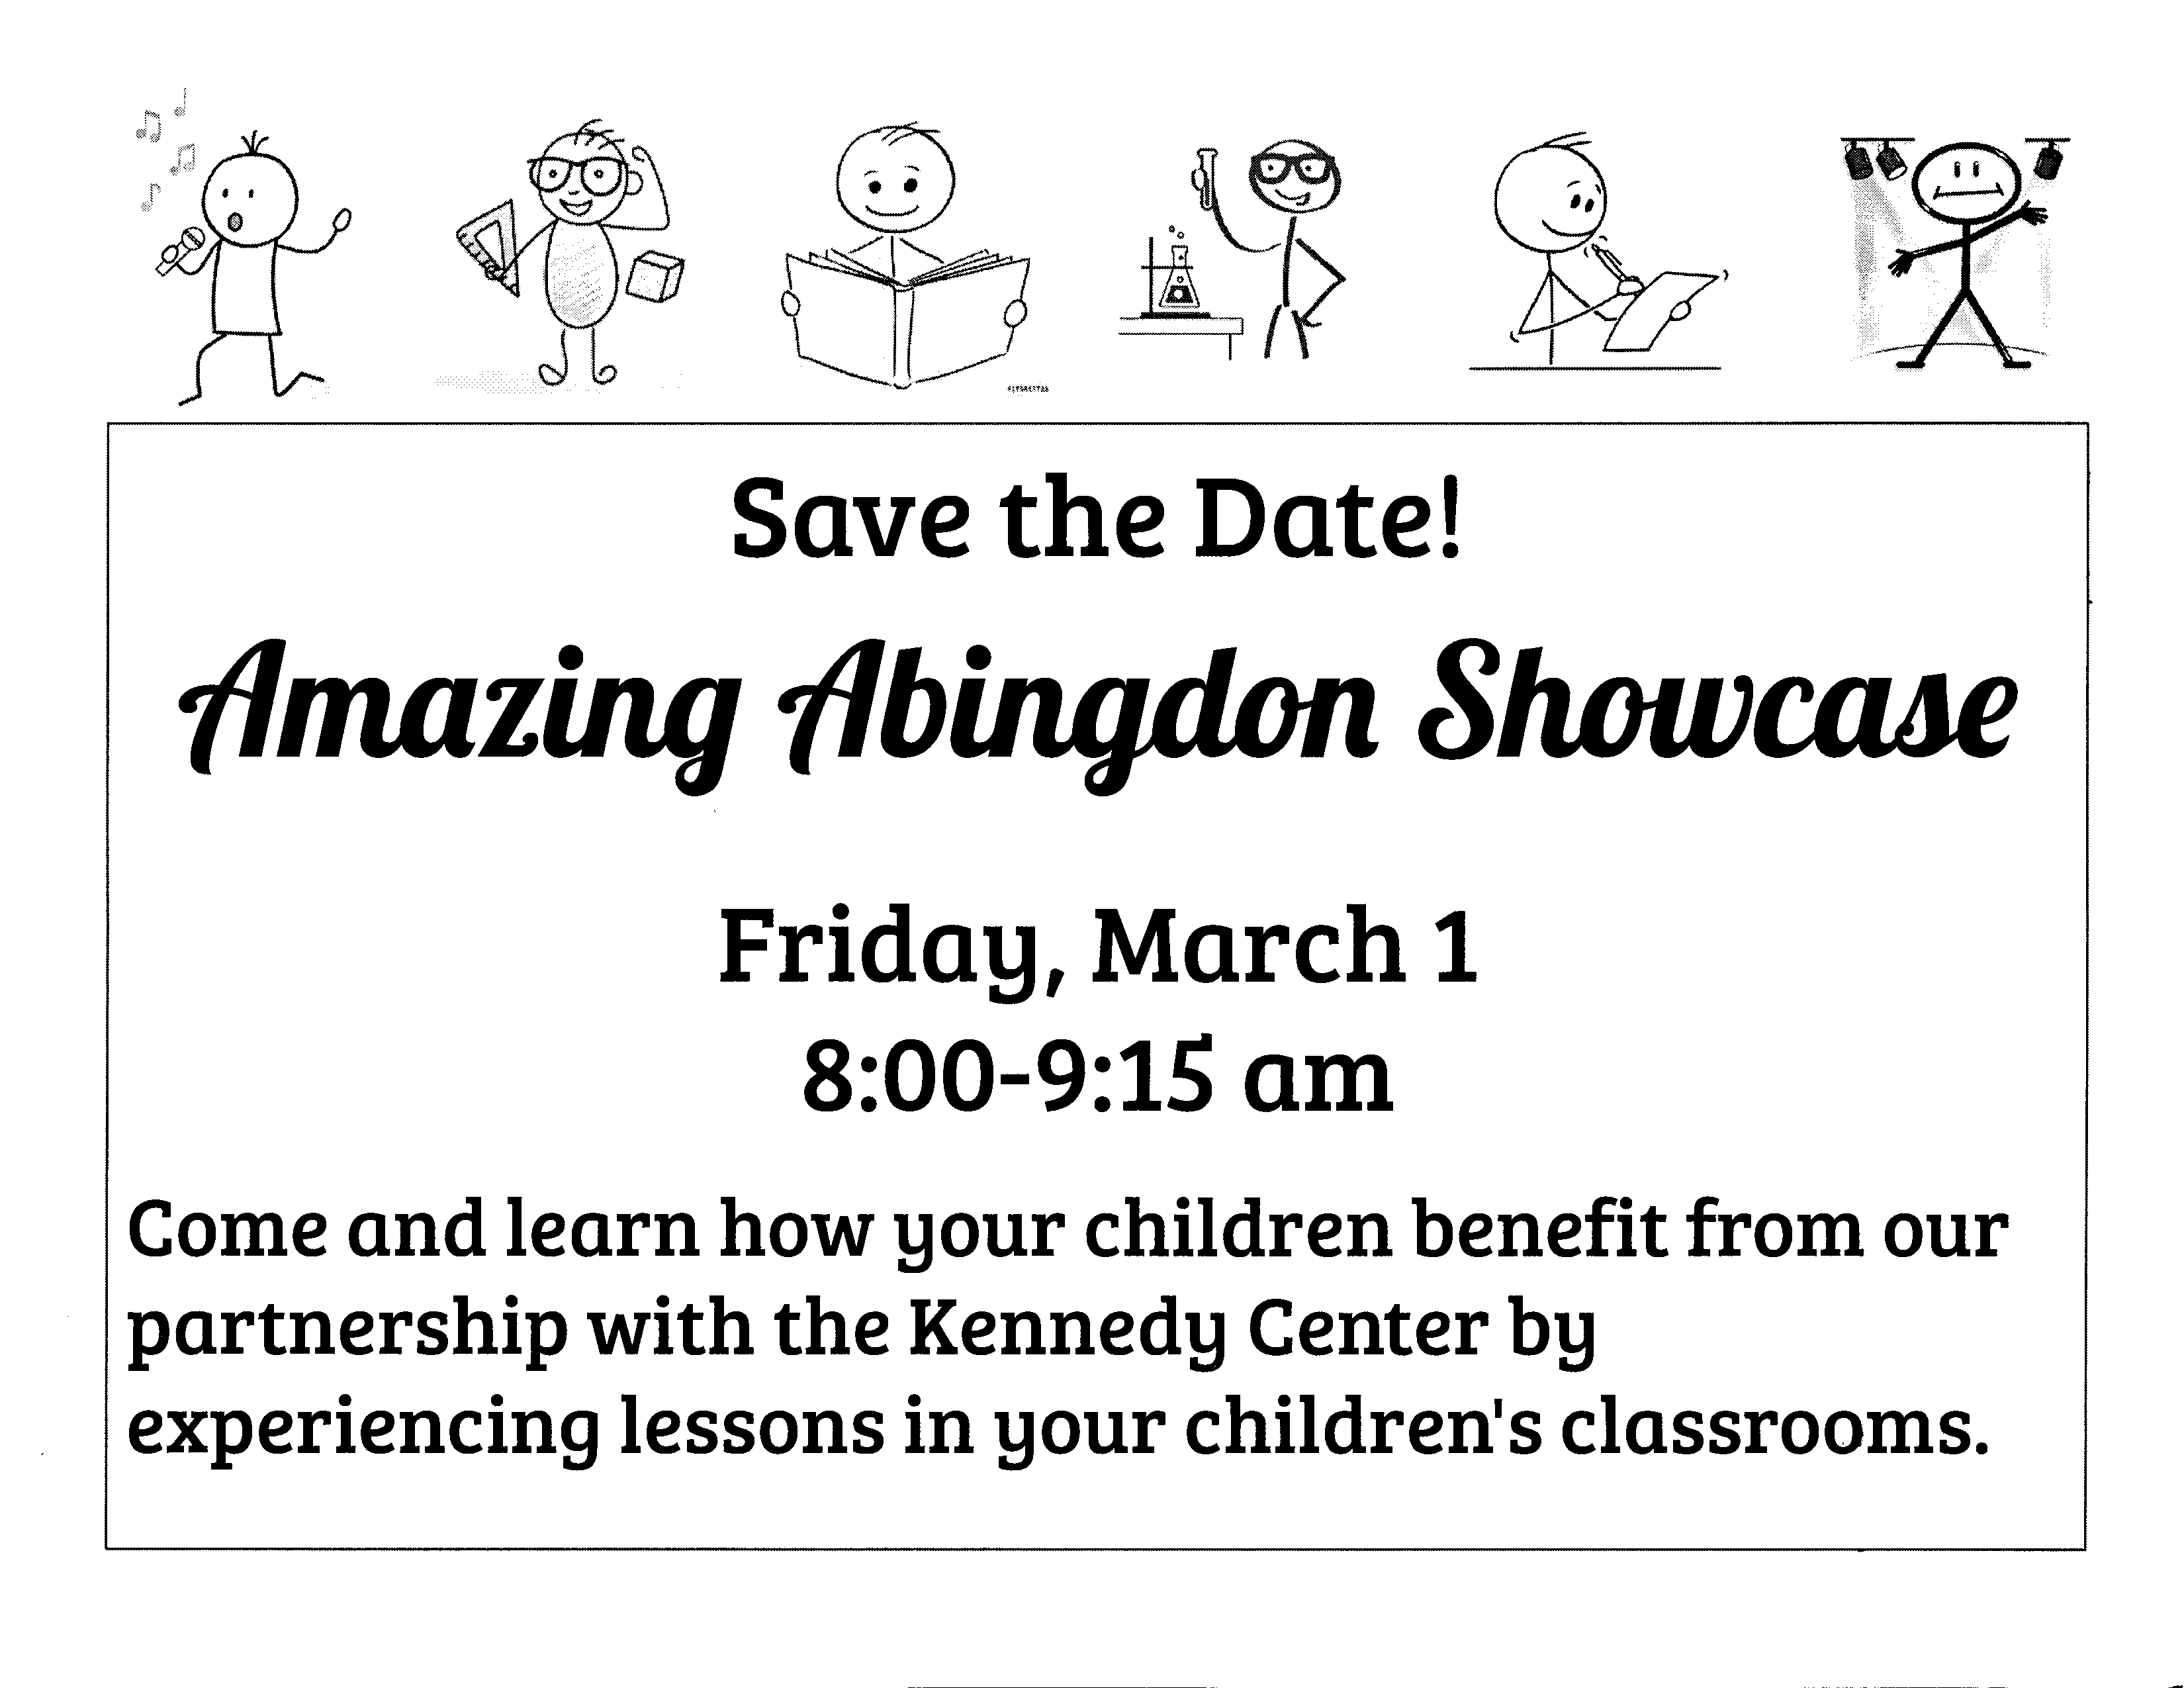 Save the Date!
Amazing Abingdon Showcase
Friday, March 1
8:00-9:15 am
Come and learn how your children benefit from our
partnership with the Kennedy Center by
experiencing lessons in your children's classrooms.